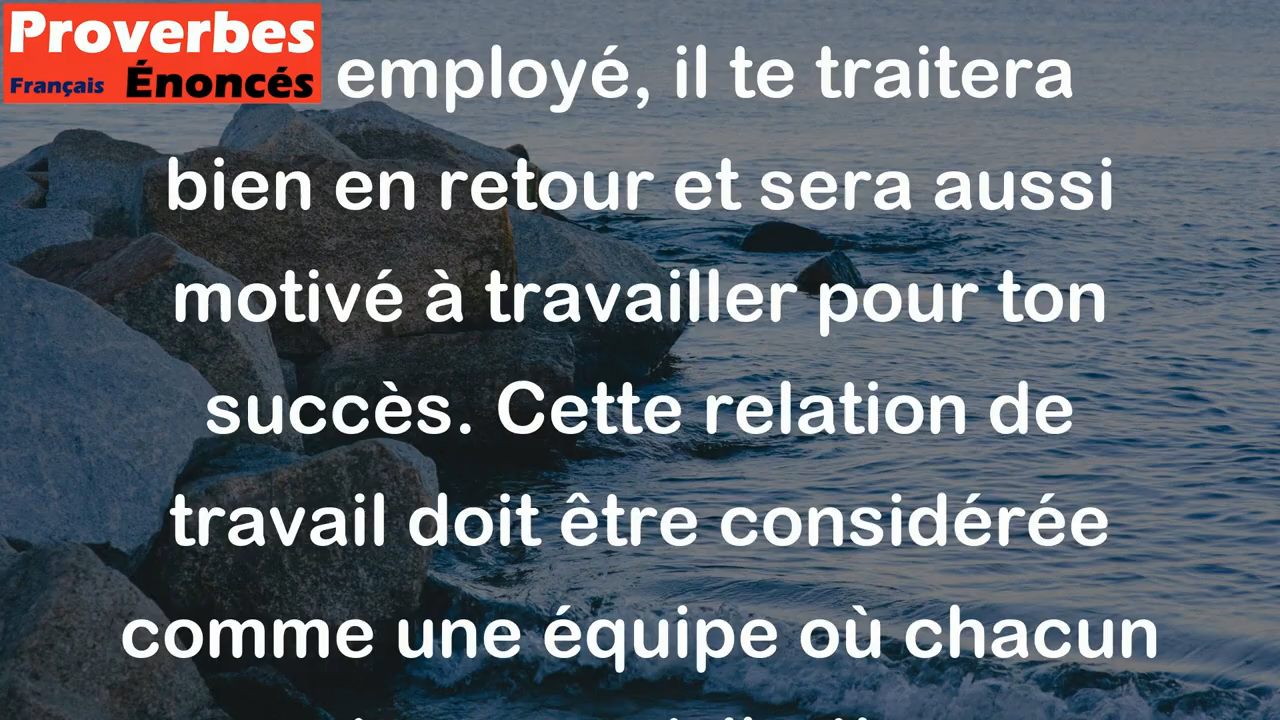 Proverbes
Français Énoncés
employé, il te traitera
bien en retour et sera aussi
motivé à travailler pour ton
succès. Cette relation de
travail doit être considérée
comme une équipe où chacun